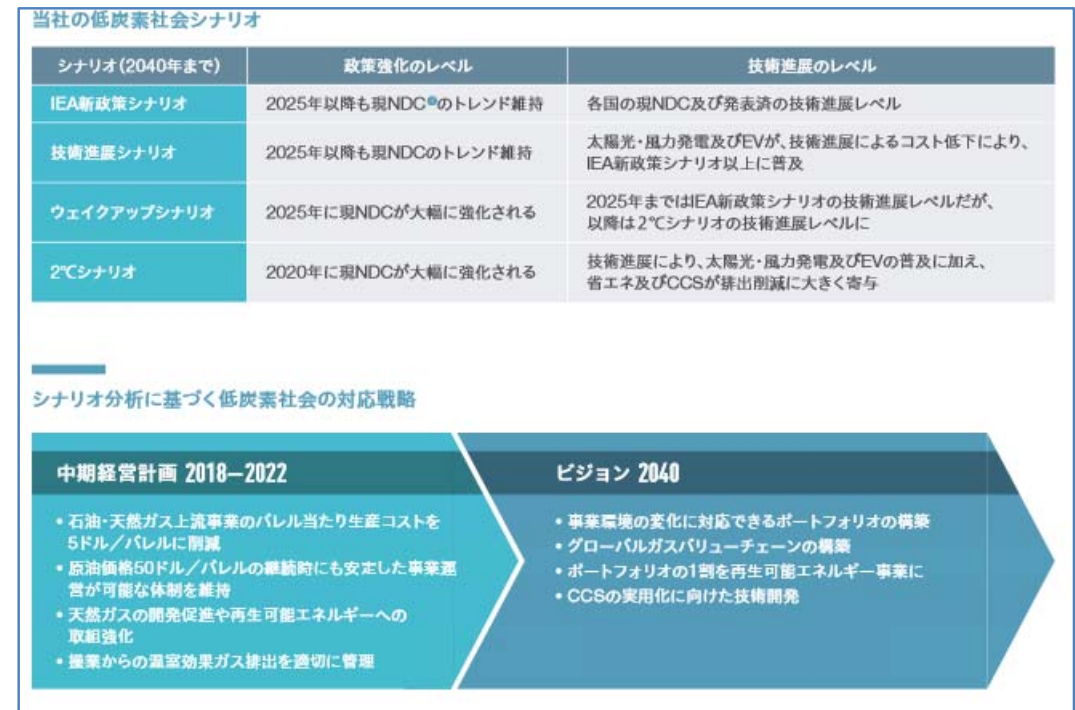 当社の低炭素社会シナリオ
シナリオ(2040年まで) 政策強化のレベル 技術進展のレベル
IEA新政策シナリオ 2025年以降も現NDCのトレンド維持 各国の現NDC及び発表済の技術進展レベル
技術進展シナリオ 2025年以降も現NDCのトレンド維持 太陽光・風力発電及びEVが、技術進展によるコスト低下により、
IEA新政策シナリオ以上に普及
ウェイクアップシナリオ 2025年に現NDCが大幅に強化される 2025年まではIEA新政策シナリオの技術進展レベルだが、
以降は2℃シナリオの技術進展レベルに
2℃シナリオ 2020年に現NDCが大幅に強化される 技術進展により、太陽光・風力発電及びEVの普及に加え、
省エネ及びCCSが排出削減に大きく寄与
シナリオ分析に基づく低炭素社会の対応戦略
中期経営計画 2018－2022
・石油・天然ガス上流事業のバレル当たり生産コストを
5ドル／バレルに削減
・原油価格50ドル／バレルの継続時にも安定した事業運
営が可能な体制を維持
・天然ガスの開発促進や再生可能エネルギーへの
取組強化
・操業からの温室効果ガス排出を適切に管理
ビジョン 2040
・事業環境の変化に対応できるポートフォリオの構築
・グローバルガスバリューチェーンの構築
・ポートフォリオの1割を再生可能エネルギー事業に
・CCSの実用化に向けた技術開発